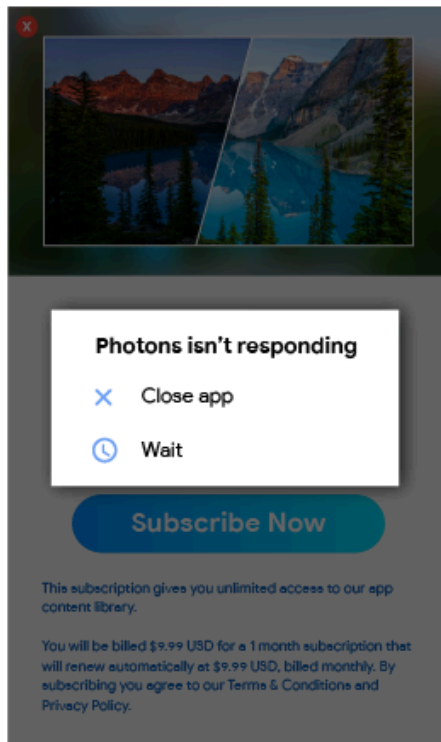 X
Photons isn't responding
Close app
Wait
Subscribe Now
This subscription gives you unlimited access to our app
content library.
You will be billed $9.99 USD for a 1 month subscription that
will renew automatically at $9.99 USD, billed monthly. By
subscribing you agree to our Terms & Conditions and
Privacy Policy.